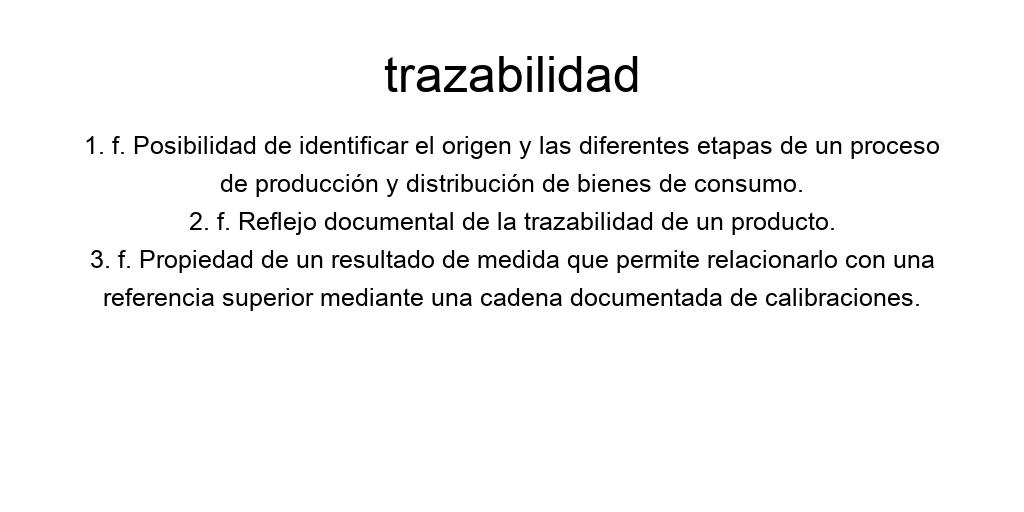 trazabilidad
1. f. Posibilidad de identificar el origen y las diferentes etapas de un proceso
de producción y distribución de bienes de consumo.
2. f. Reflejo documental de la trazabilidad de un producto.
3. f. Propiedad de un resultado de medida que permite relacionarlo con una
referencia superior mediante una cadena documentada de calibraciones.